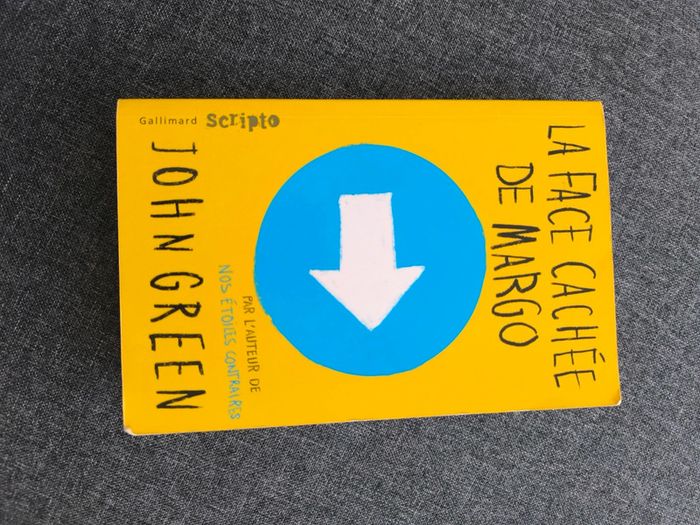 LA FACE CACHÉE
DE MARGO
PAR L'AUTEUR DE
NOS ÉTOILES CONTRAIRES
JOHN GREEN
Gallimard scripto